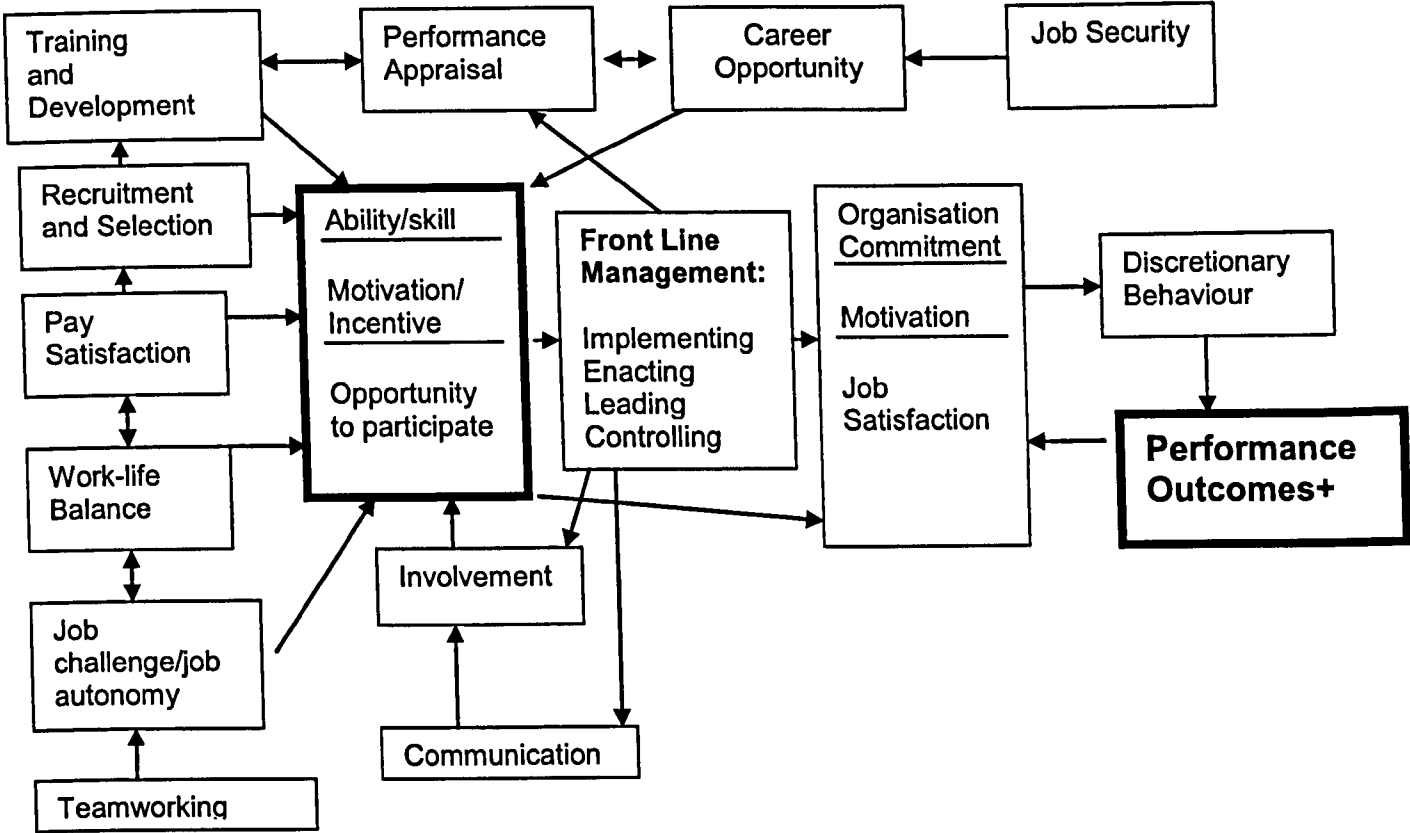 Training
and
Development
Performance
Appraisal
Career
Opportunity
Job Security
Recruitment
and Selection
Pay
Satisfaction
Work-life
Balance
Job
challenge/job
autonomy
Teamworking
Ability/skill
Motivation/
Incentive
Opportunity
to participate
Front Line
Management:
Implementing
Enacting
Leading
Controlling
Involvement
Communication
Organisation
Commitment
Motivation
Job
Satisfaction
Discretionary
Behaviour
Performance
Outcomes+